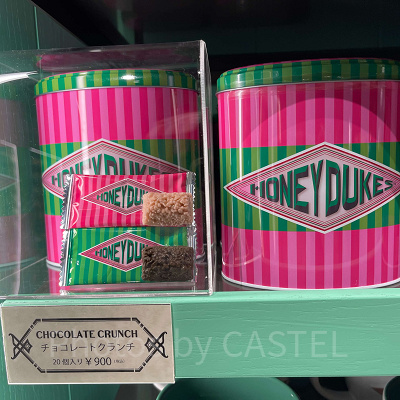 HONEYDUKES
HONEYDUKES
HONEYDUKES
HONEYDUKES
CHOCOLATE CRUNCH
チョコレートクランチ
20個入り ¥900
by CASTEL